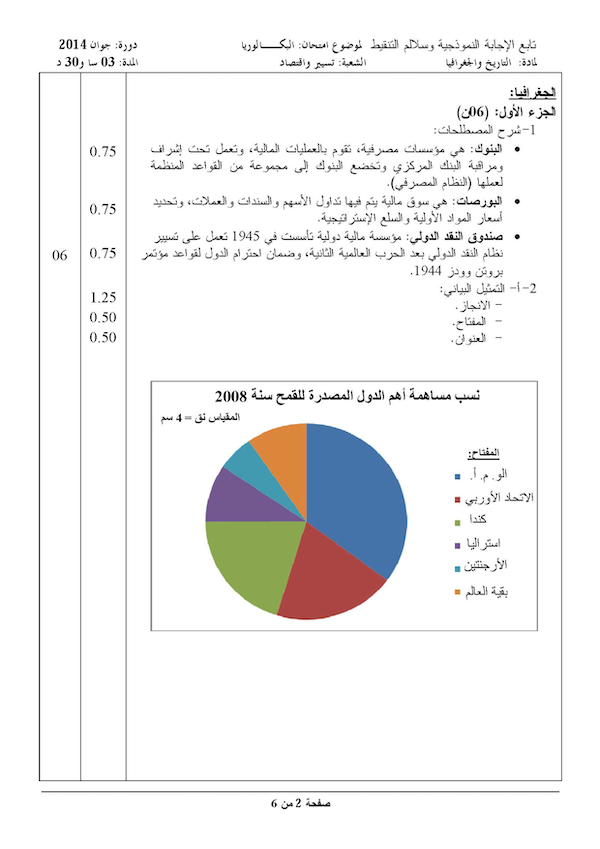 تابع الإجابة النموذجية وسلالم التنقيط لموضوع امتحان: البكـــالوريا دورة: جوان 2014
لمادة: التاريخ والجغرافيا الشعبة: تسيير واقتصاد المدة: 03 سا و30 د
الجغرافيا:
الجزء الأول: (06ن)
1-شرح المصطلحات:
• البنوك: هي مؤسسات مصرفية، تقوم بالعمليات المالية، وتعمل تحت إشراف
ومراقبة البنك المركزي وتخضع البنوك إلى مجموعة من القواعد المنظمة
لعملها (النظام المصرفي).
0.75
• البورصات: هي سوق مالية يتم فيها تداول الأسهم والسندات والعملات، وتحديد
أسعار المواد الأولية والسلع الإستراتيجية.
0.75
• صندوق النقد الدولي: مؤسسة مالية دولية تأسست في 1945 تعمل على تسيير
نظام النقد الدولي بعد الحرب العالمية الثانية، وضمان احترام الدول لقواعد مؤتمر
بروتن وودز 1944.
0.75
06
2-أ- التمثيل البياني:
– الانجاز.
1.25
– المفتاح.
0.50
– العنوان.
0.50
نسب مساهمة أهم الدول المصدرة للقمح سنة 2008
المقياس نق = 4 سم
المفتاح:
الو. م. أ.
الاتحاد الأوربي
كندا
استراليا
الأرجنتين
بقية العالم
صفحة 2 من 6